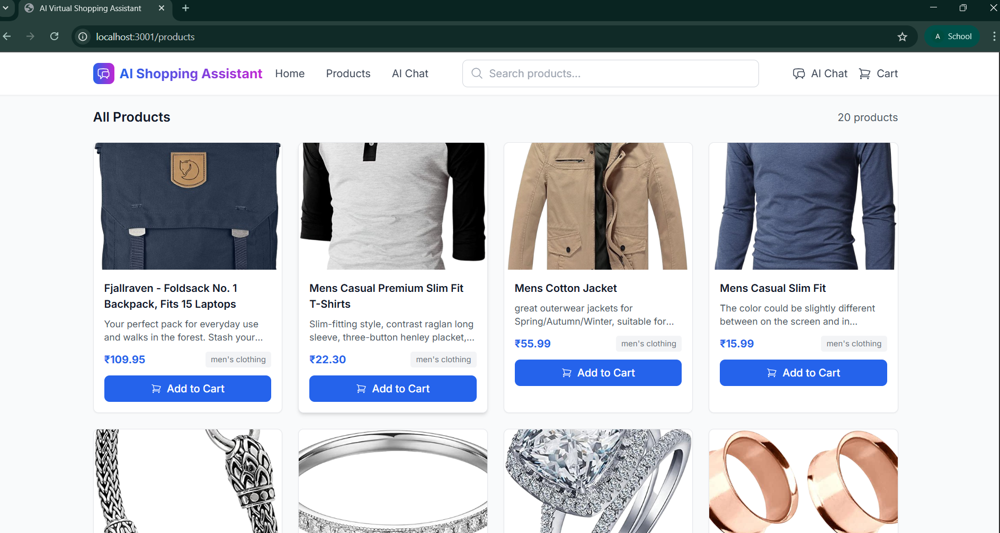 AI Virtual Shopping Assistant
localhost:3001/products
A School
AI Shopping Assistant Home Products AI Chat Search products... AI Chat Cart
All Products 20 products
Fjallraven - Foldsack No. 1
Backpack, Fits 15 Laptops
Your perfect pack for everyday use
and walks in the forest. Stash your...
₹109.95 men's clothing
Add to Cart
Mens Casual Premium Slim Fit
T-Shirts
Slim-fitting style, contrast raglan long
sleeve, three-button henley placket,...
₹22.30 men's clothing
Add to Cart
Mens Cotton Jacket
great outerwear jackets for
Spring/Autumn/Winter, suitable for...
₹55.99 men's clothing
Add to Cart
Mens Casual Slim Fit
The color could be slightly different
between on the screen and in...
₹15.99 men's clothing
Add to Cart